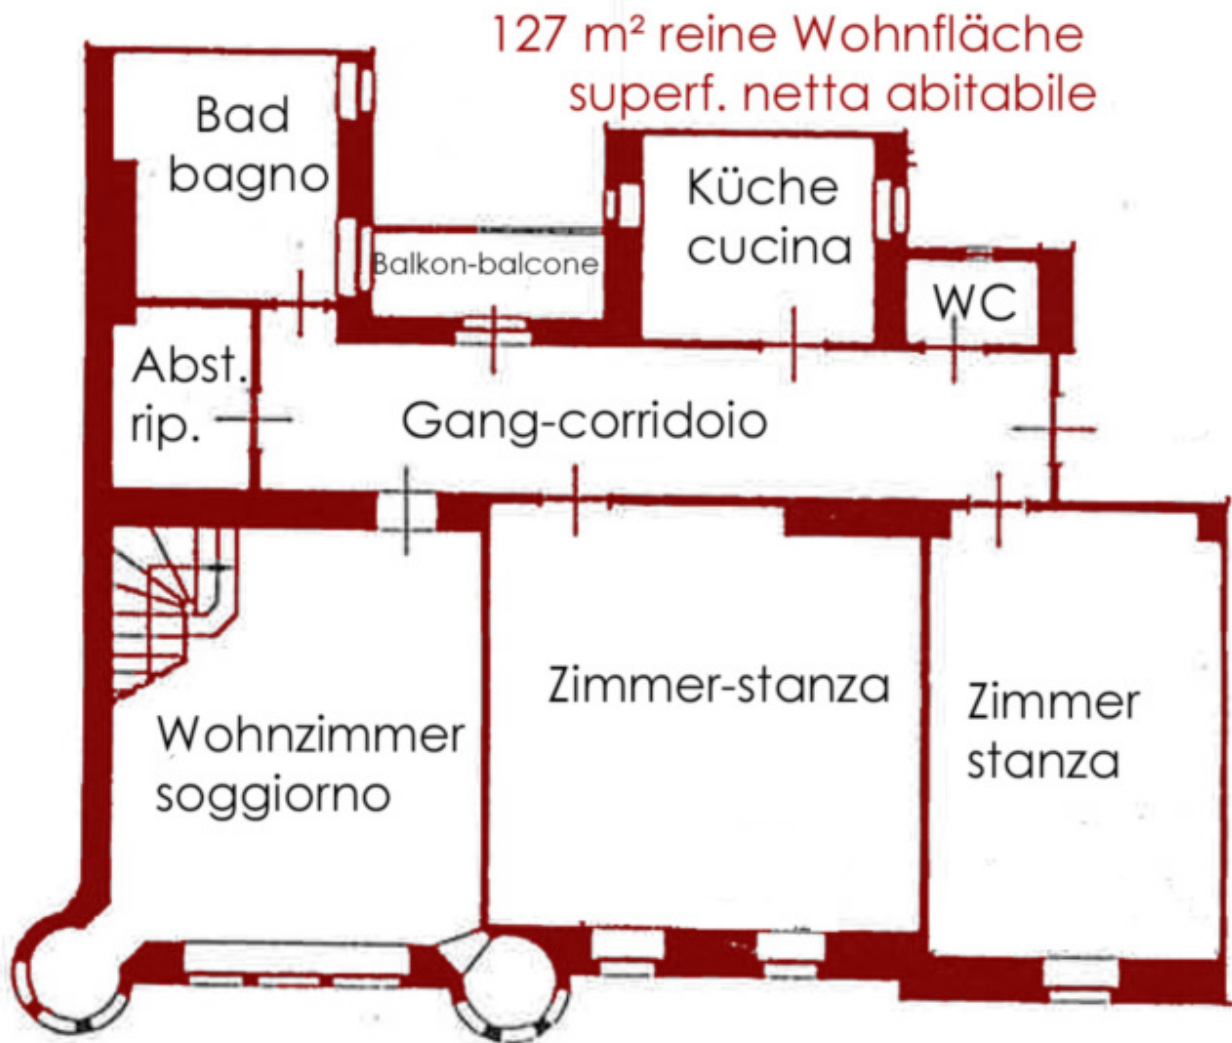 127 m² reine Wohnfläche
superf. netta abitabile
Bad
bagno
Küche
cucina
Balkon-balcone
WC
Abst.
rip.
Gang-corridoio
Wohnzimmer
soggiorno
Zimmer-stanza
Zimmer
stanza